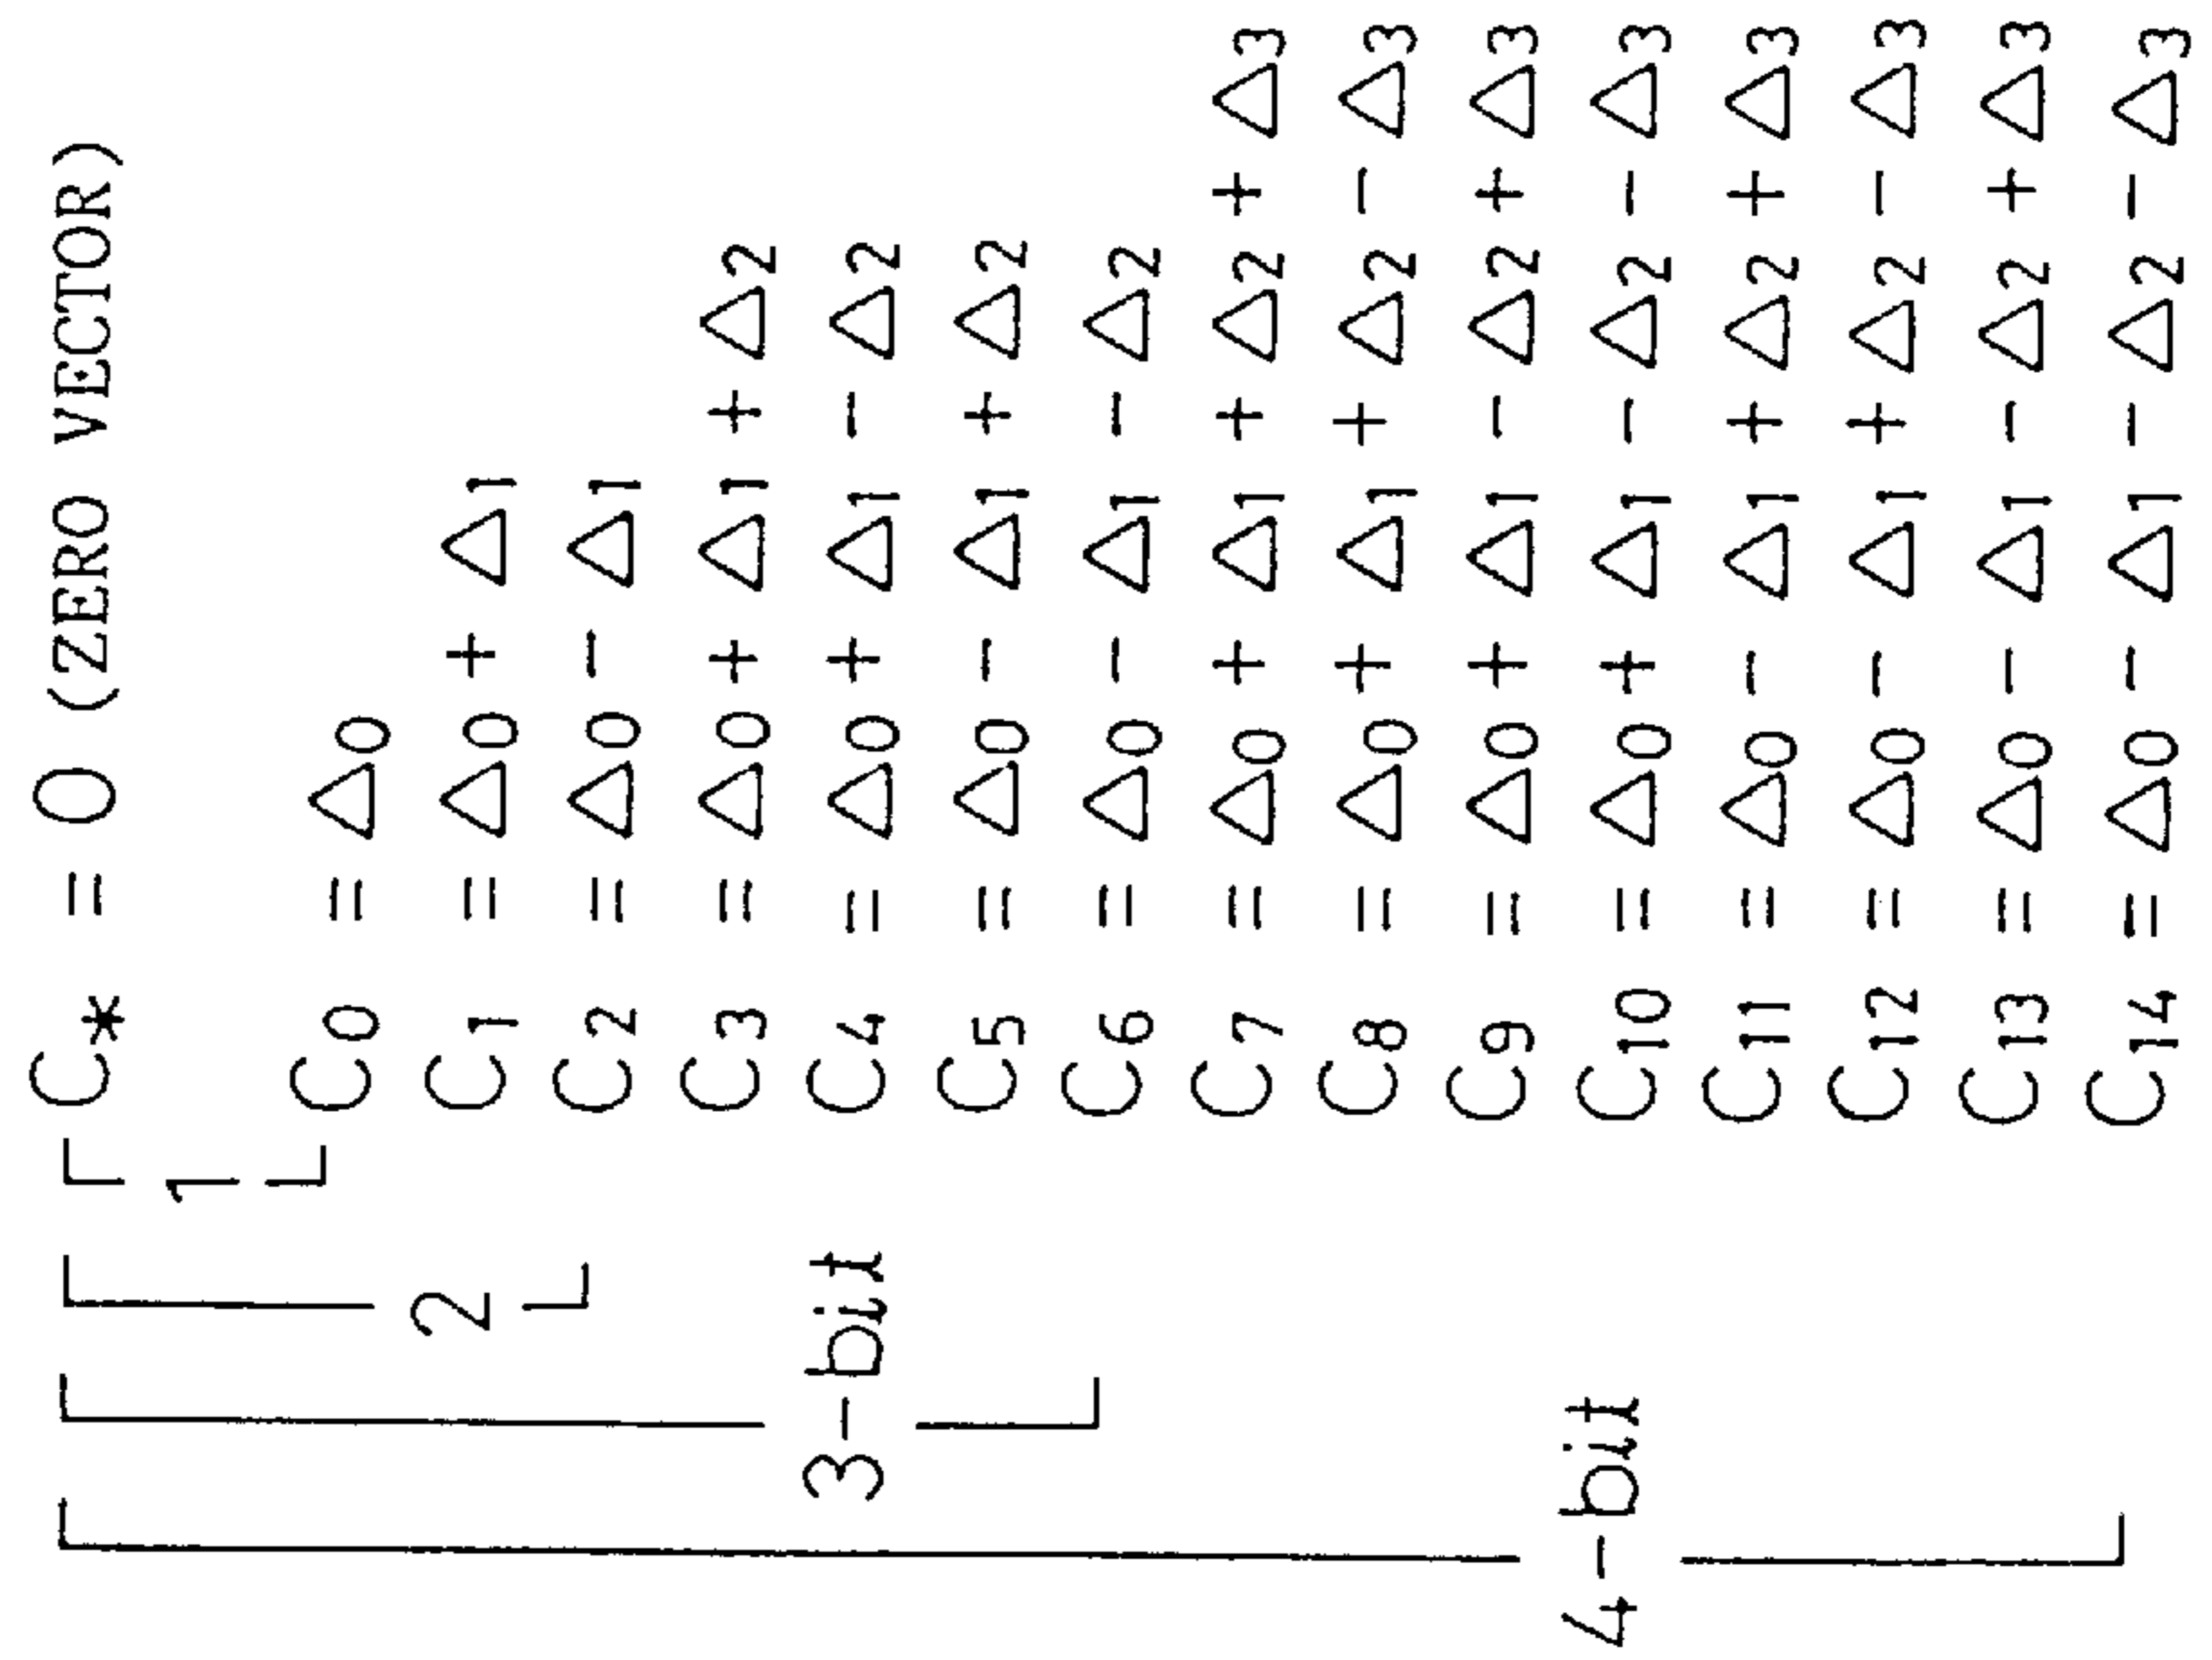 C* = 0 (ZERO VECTOR)
1
C0 = Δ0
2 C1 = Δ0 + Δ1
C2 = Δ0 - Δ1
C3 = Δ0 + Δ1 + Δ2
3-bit C4 = Δ0 + Δ1 - Δ2
C5 = Δ0 - Δ1 + Δ2
C6 = Δ0 - Δ1 - Δ2
C7 = Δ0 + Δ1 + Δ2 + Δ3
C8 = Δ0 + Δ1 + Δ2 - Δ3
C9 = Δ0 + Δ1 - Δ2 + Δ3
4-bit C10 = Δ0 + Δ1 - Δ2 - Δ3
C11 = Δ0 - Δ1 + Δ2 + Δ3
C12 = Δ0 - Δ1 + Δ2 - Δ3
C13 = Δ0 - Δ1 - Δ2 + Δ3
C14 = Δ0 - Δ1 - Δ2 - Δ3